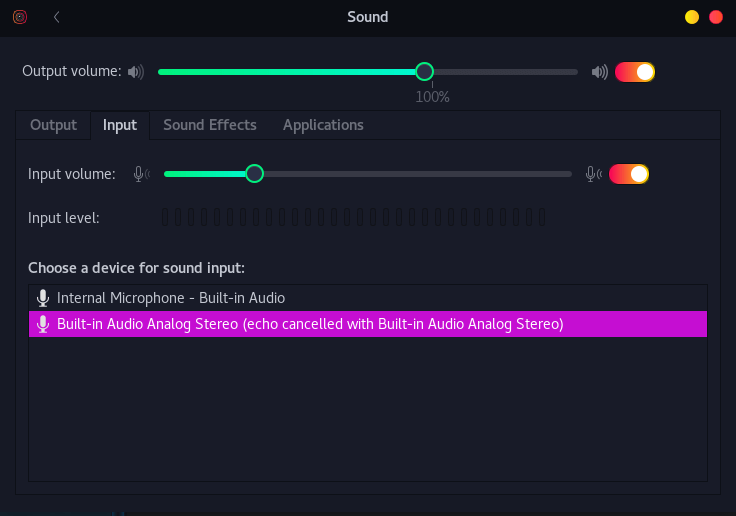 Sound
Output volume:
100%
Output Input Sound Effects Applications
Input volume:
Input level:
Choose a device for sound input:
Internal Microphone - Built-in Audio
Built-in Audio Analog Stereo (echo cancelled with Built-in Audio Analog Stereo)